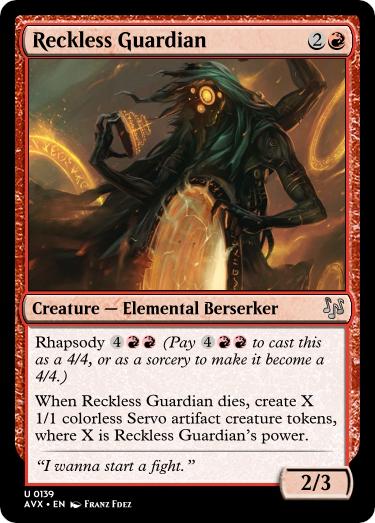 Reckless Guardian 2
Creature — Elemental Berserker
Rhapsody 4 (Pay 4 to cast this
as a 4/4, or as a sorcery to make it become a
4/4.)
When Reckless Guardian dies, create X
1/1 colorless Servo artifact creature tokens,
where X is Reckless Guardian's power.
"I wanna start a fight."
2/3
U 0139
AVX • EN Franz Fdez